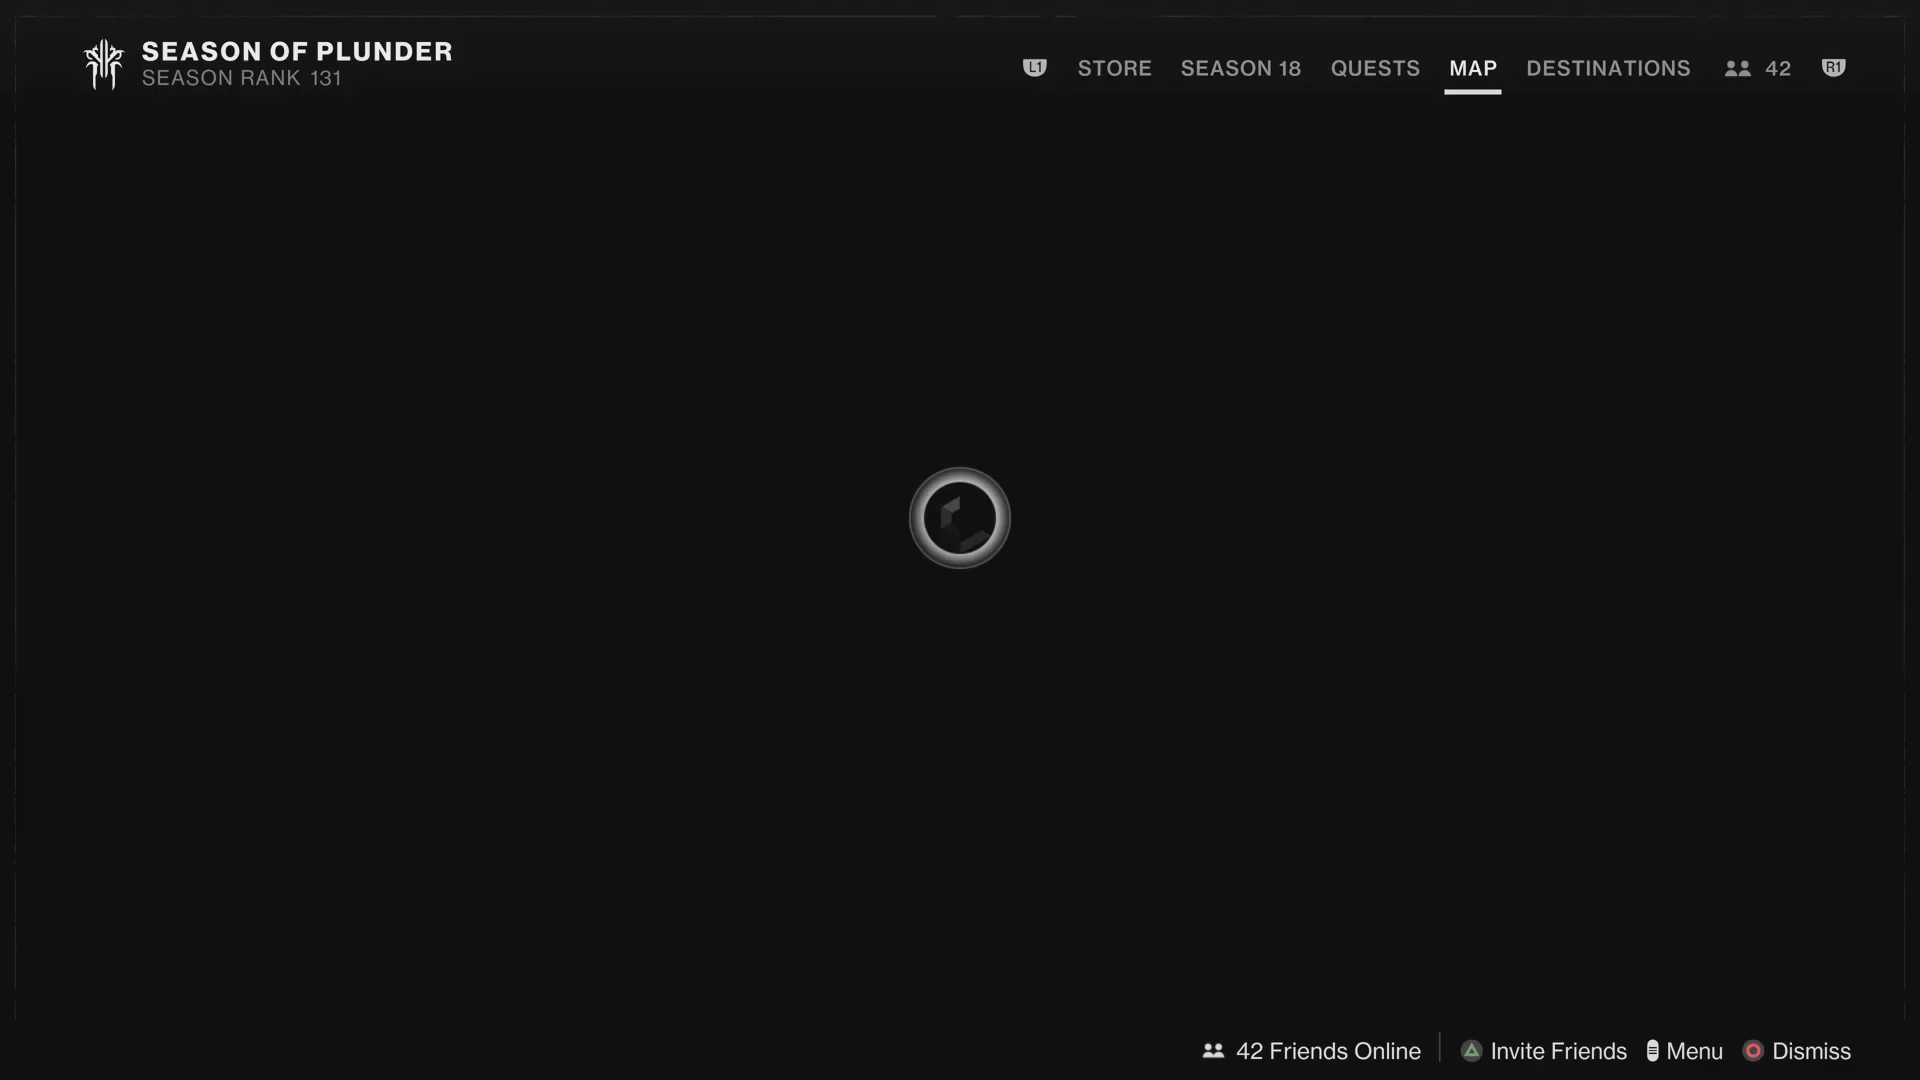 SEASON OF PLUNDER
SEASON RANK 131
L1 STORE SEASON 18 QUESTS MAP DESTINATIONS 42 R1
42 Friends Online Invite Friends Menu Dismiss